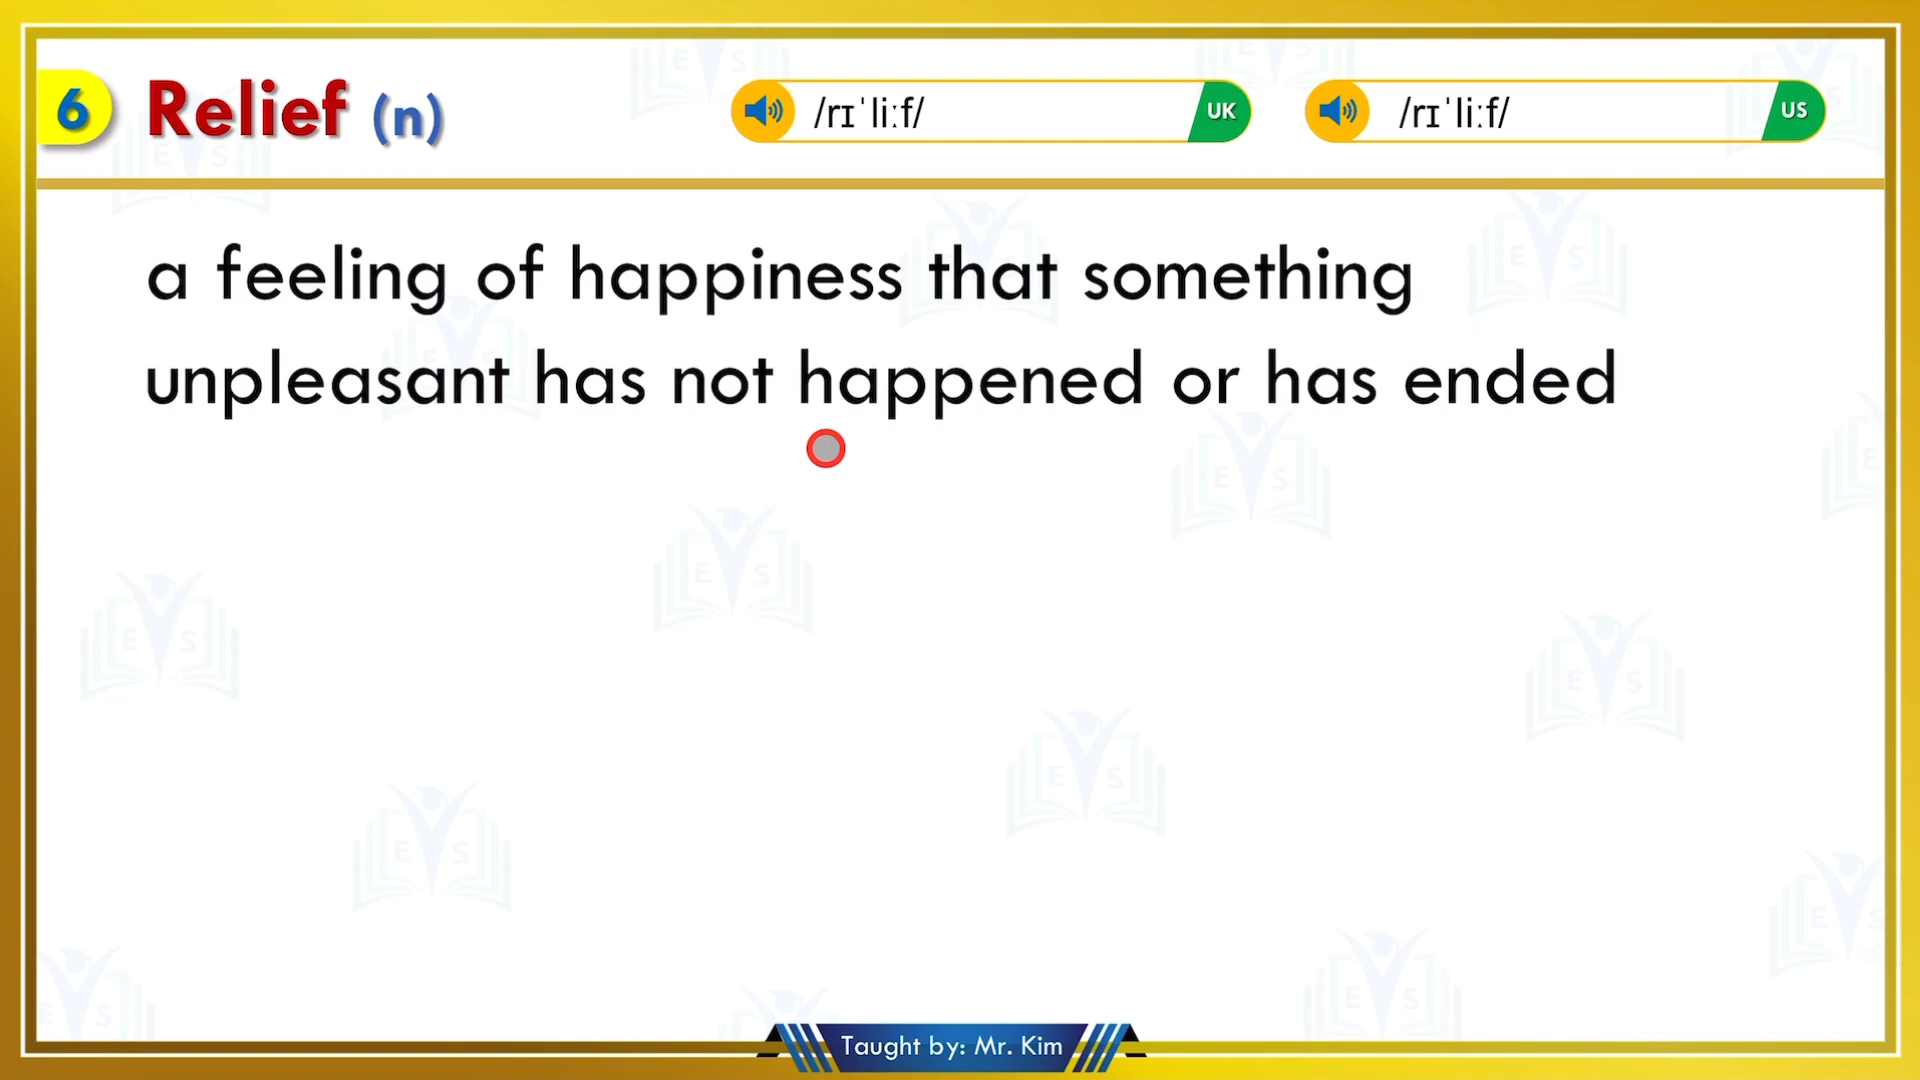 6 Relief (n) /rɪˈliːf/ UK /rɪˈliːf/ US
a feeling of happiness that something
unpleasant has not happened or has ended
Taught by: Mr. Kim